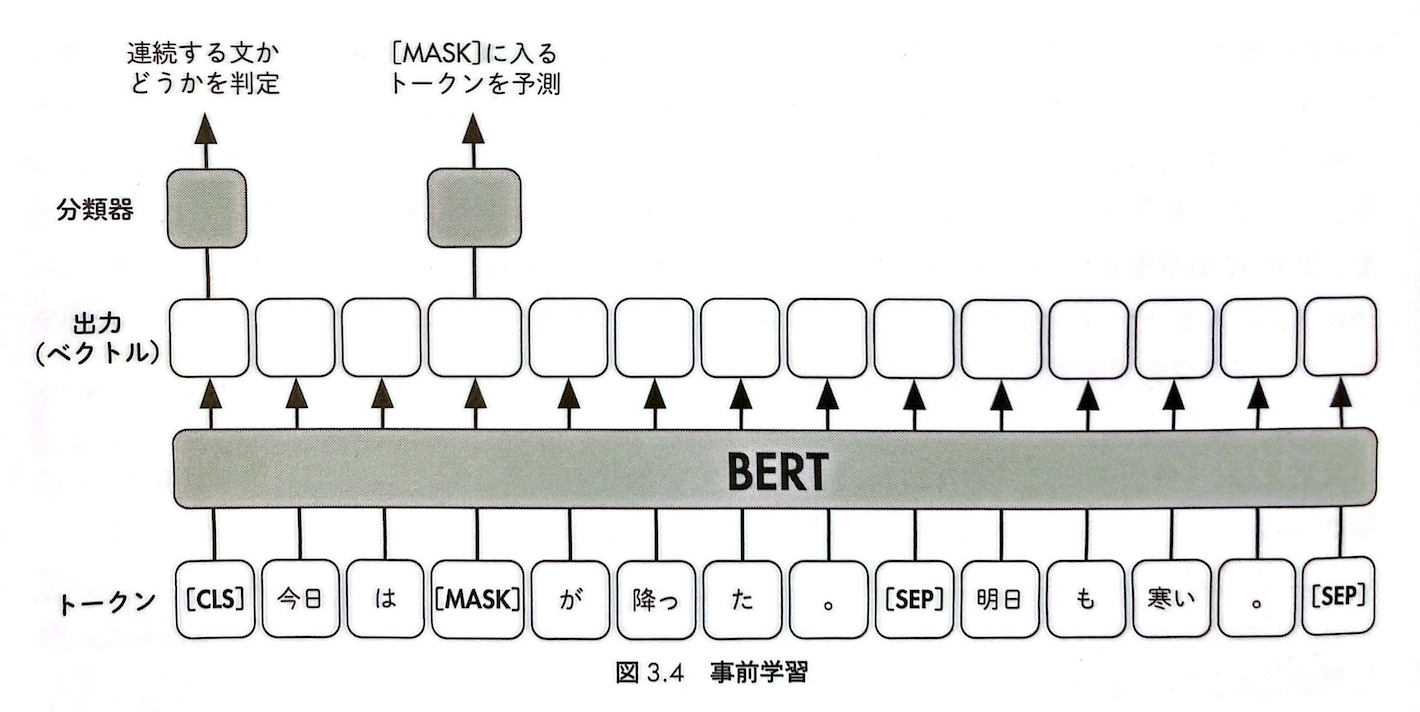 連続する文か
どうかを判定
[MASK]に入る
トークンを予測
分類器
出力
(ベクトル)
BERT
トークン
[CLS] 今日 は [MASK] が 降っ た 。 [SEP] 明日 も 寒い 。 [SEP]
図 3.4 事前学習